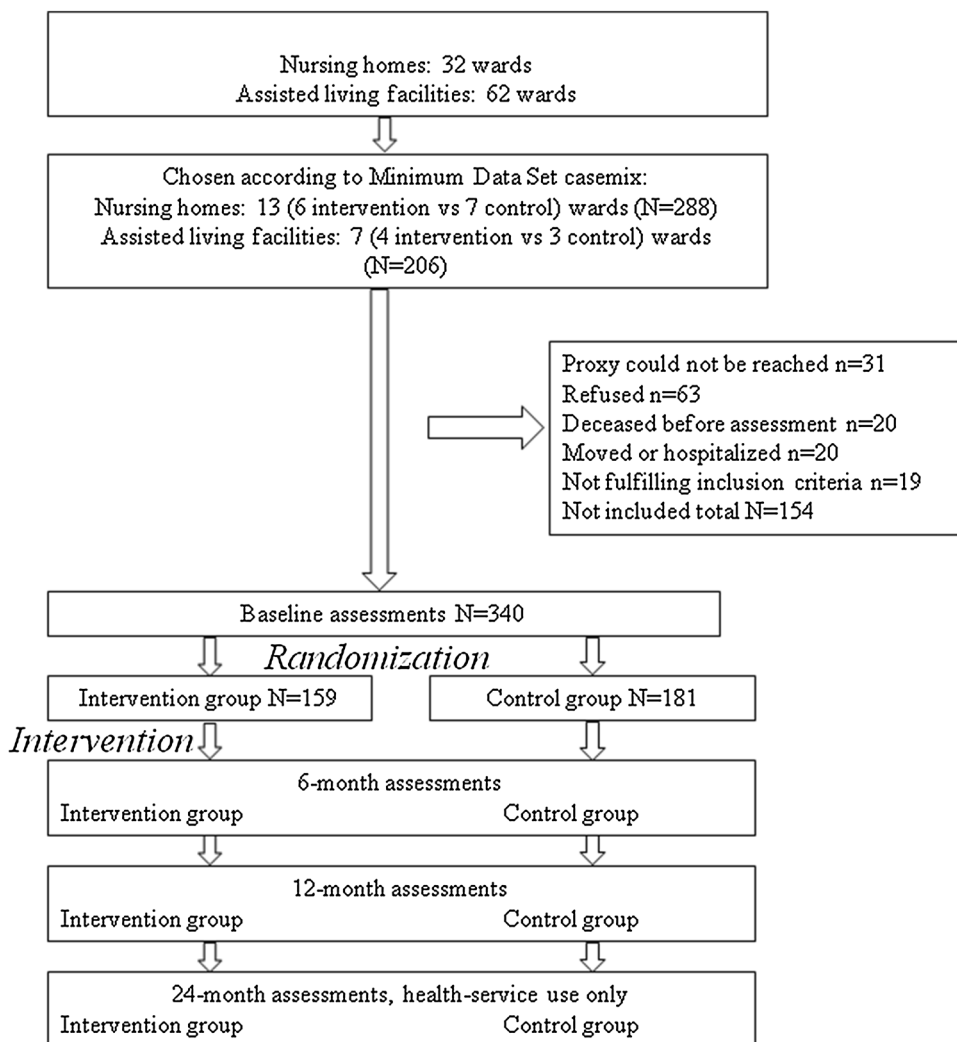 Nursing homes: 32 wards
Assisted living facilities: 62 wards
Chosen according to Minimum Data Set casemix:
Nursing homes: 13 (6 intervention vs 7 control) wards (N=288)
Assisted living facilities: 7 (4 intervention vs 3 control) wards
(N=206)
Proxy could not be reached n=31
Refused n=63
Deceased before assessment n=20
Moved or hospitalized n=20
Not fulfilling inclusion criteria n=19
Not included total N=154
Baseline assessments N=340
Randomization
Intervention group N=159
Control group N=181
Intervention
6-month assessments
Intervention group
Control group
12-month assessments
Intervention group
Control group
24-month assessments, health-service use only
Intervention group
Control group